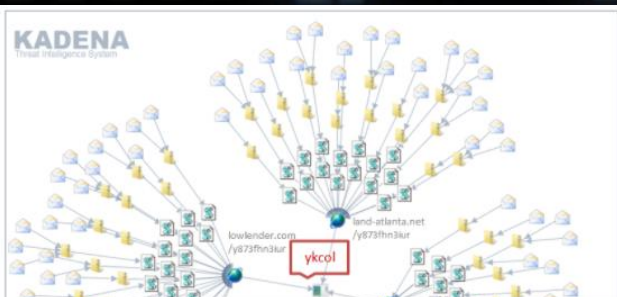 KADENA
Threat Intelligence System
land-atlanta.net
/y873fhn3iur
lowlender.com
/y873fhn3iur
ykcol